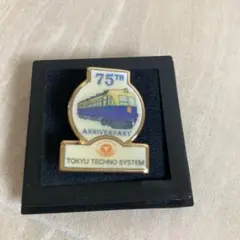 75TH
ANNIVERSARY
TOKYU TECHNO SYSTEM